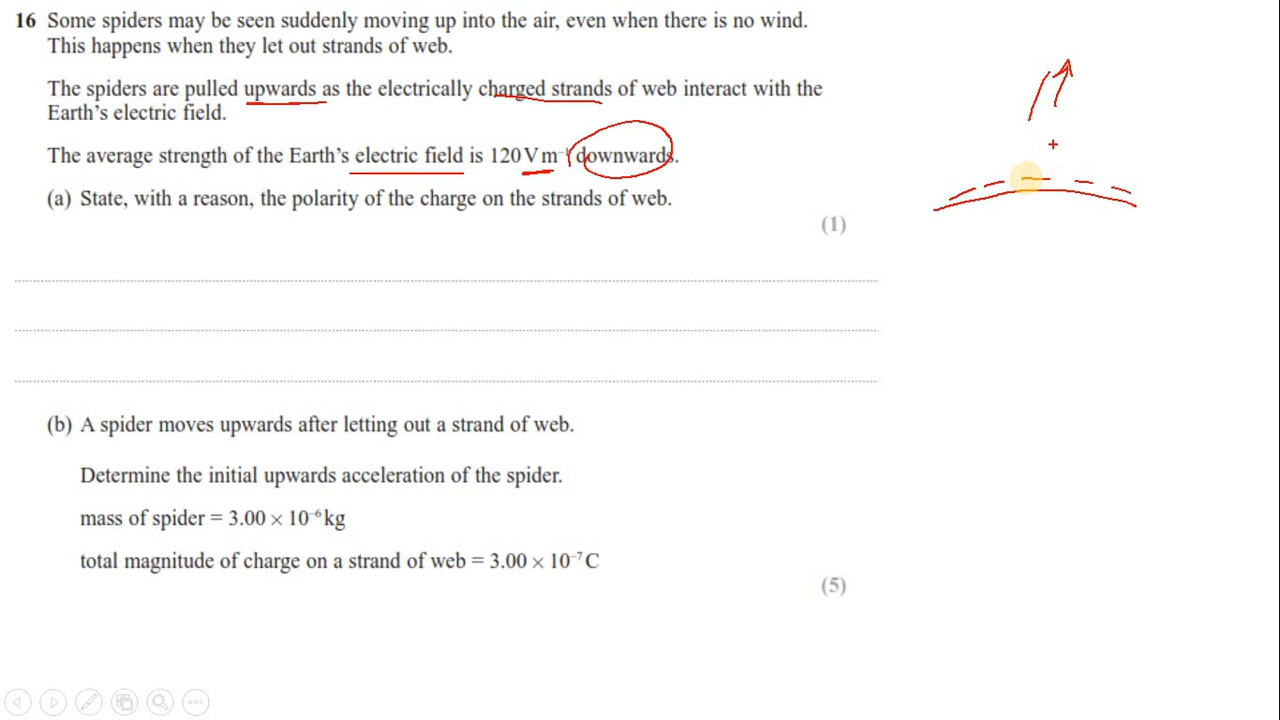 16 Some spiders may be seen suddenly moving up into the air, even when there is no wind.
This happens when they let out strands of web.
The spiders are pulled upwards as the electrically charged strands of web interact with the
Earth's electric field.
The average strength of the Earth's electric field is 120 V m⁻¹ downwards.
(a) State, with a reason, the polarity of the charge on the strands of web.
(1)
(b) A spider moves upwards after letting out a strand of web.
Determine the initial upwards acceleration of the spider.
mass of spider = 3.00 × 10⁻⁶ kg
total magnitude of charge on a strand of web = 3.00 × 10⁻⁷ C
(5)